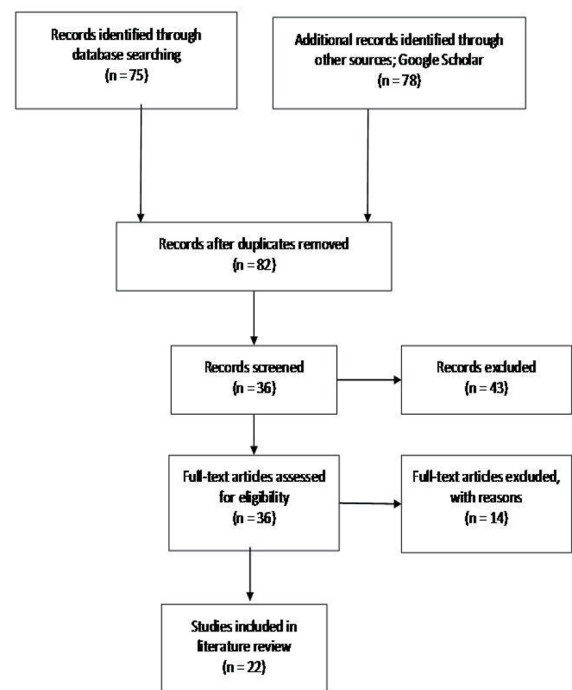 Records identified through
database searching
(n = 75)
Additional records identified through
other sources; Google Scholar
(n = 78)
Records after duplicates removed
(n = 82)
Records screened
(n = 36)
Records excluded
(n = 43)
Full-text articles assessed
for eligibility
(n = 36)
Full-text articles excluded,
with reasons
(n = 14)
Studies included in
literature review
(n = 22)